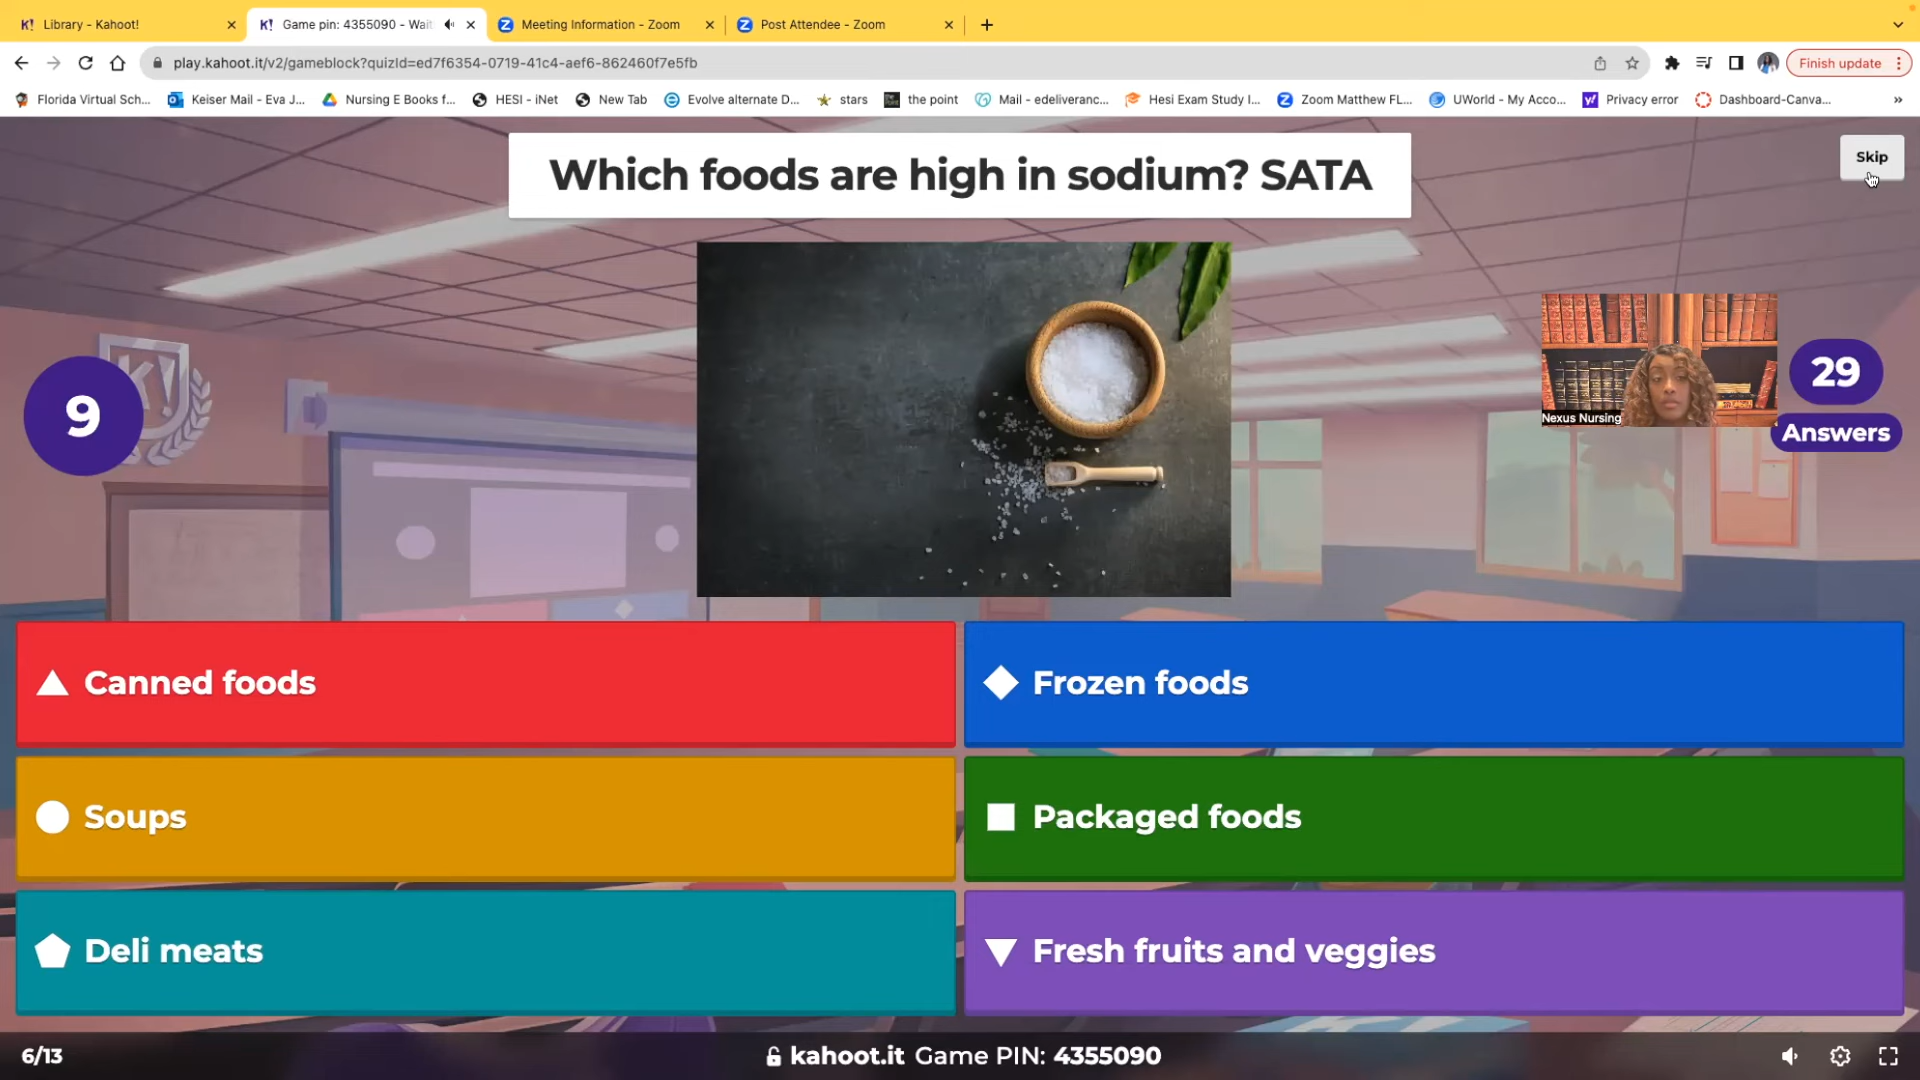 Library - Kahoot!
Game pin: 4355090 - Wait
Meeting Information - Zoom
Post Attendee - Zoom
play.kahoot.it/v2/gameblock?quizId=ed7f6354-0719-41c4-aef6-862460f7e5fb
Finish update
Florida Virtual Sch...
Keiser Mail - Eva J...
Nursing E Books f...
HESI - iNet
New Tab
Evolve alternate D...
stars
the point
Mail - edeliveranc...
Hesi Exam Study I...
Zoom Matthew FL...
UWorld - My Acco...
Privacy error
Dashboard-Canva...
»
Which foods are high in sodium? SATA
Skip
9
29
Answers
Nexus Nursing
Canned foods
Frozen foods
Soups
Packaged foods
Deli meats
Fresh fruits and veggies
6/13
kahoot.it Game PIN: 4355090